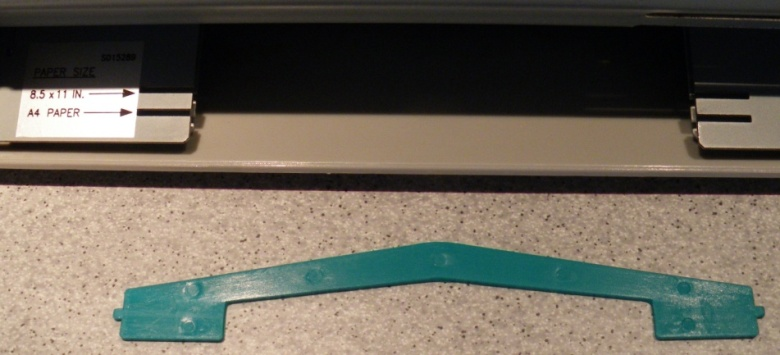 PAPER SIZE
8.5 x 11 IN.
A4 PAPER